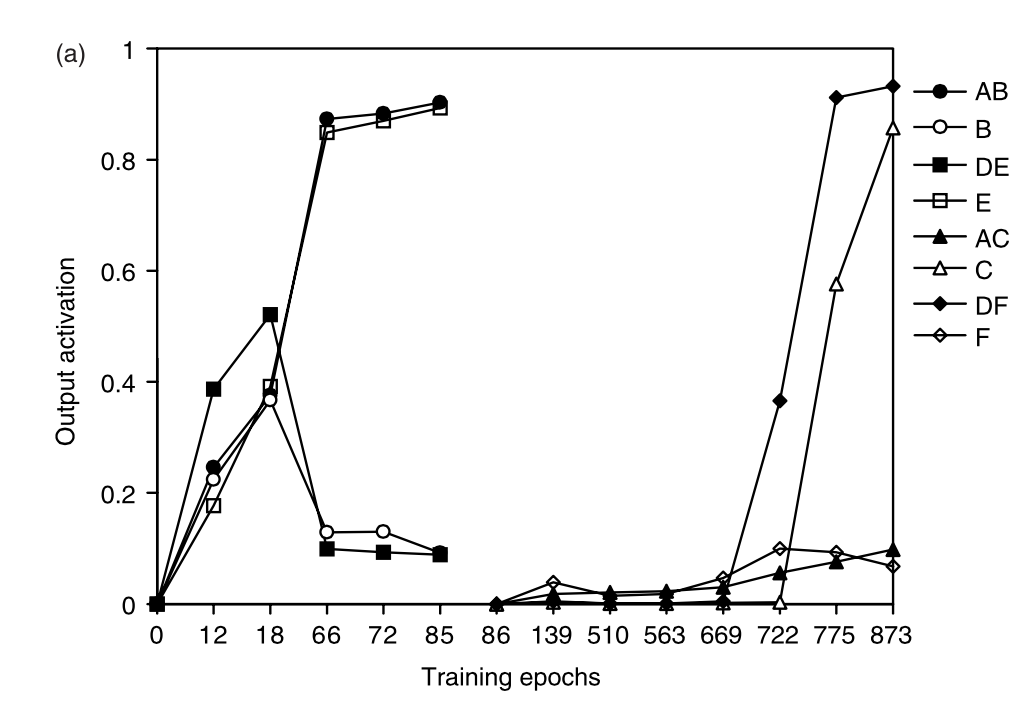 (a)
1
0.8
0.6
0.4
0.2
0
Output activation
0 12 18 66 72 85 86 139 510 563 669 722 775 873
Training epochs
AB
B
DE
E
AC
C
DF
F